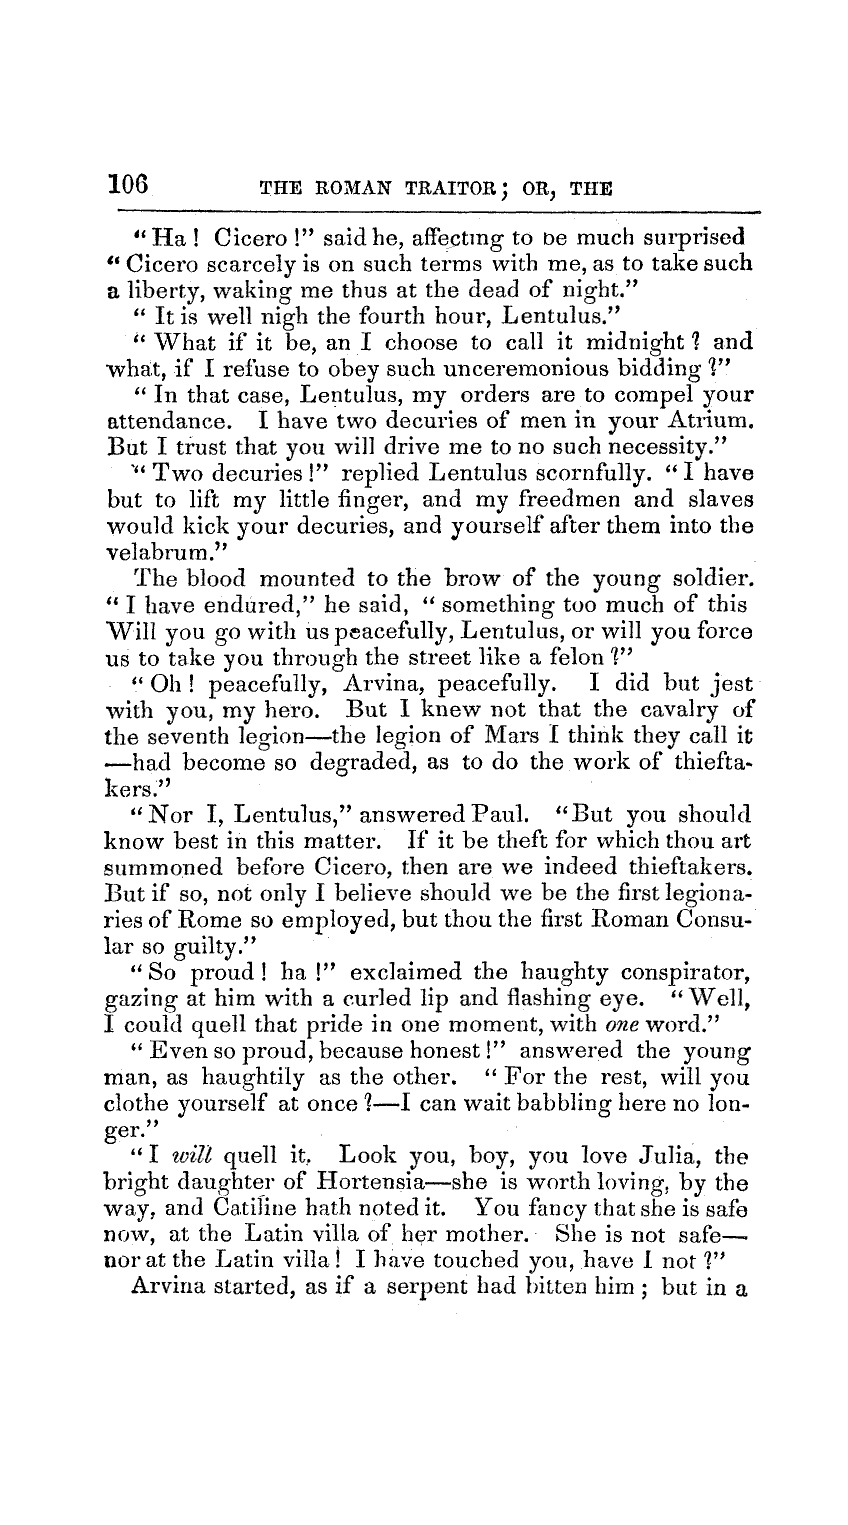 106 THE ROMAN TRAITOR; OR, THE
"Ha! Cicero!" said he, affecting to be much surprised
"Cicero scarcely is on such terms with me, as to take such
a liberty, waking me thus at the dead of night."
"It is well nigh the fourth hour, Lentulus."
"What if it be, an I choose to call it midnight? and
what, if I refuse to obey such unceremonious bidding?"
"In that case, Lentulus, my orders are to compel your
attendance. I have two decuries of men in your Atrium.
But I trust that you will drive me to no such necessity."
"Two decuries!" replied Lentulus scornfully. "I have
but to lift my little finger, and my freedmen and slaves
would kick your decuries, and yourself after them into the
velabrum."
The blood mounted to the brow of the young soldier.
"I have endured," he said, "something too much of this
Will you go with us peacefully, Lentulus, or will you force
us to take you through the street like a felon?"
"Oh! peacefully, Arvina, peacefully. I did but jest
with you, my hero. But I knew not that the cavalry of
the seventh legion—the legion of Mars I think they call it
—had become so degraded, as to do the work of thiefta-
kers."
"Nor I, Lentulus," answered Paul. "But you should
know best in this matter. If it be theft for which thou art
summoned before Cicero, then are we indeed thieftakers.
But if so, not only I believe should we be the first legiona-
ries of Rome so employed, but thou the first Roman Consu-
lar so guilty."
"So proud! ha!" exclaimed the haughty conspirator,
gazing at him with a curled lip and flashing eye. "Well,
I could quell that pride in one moment, with one word."
"Even so proud, because honest!" answered the young
man, as haughtily as the other. "For the rest, will you
clothe yourself at once?—I can wait babbling here no lon-
ger."
"I will quell it. Look you, boy, you love Julia, the
bright daughter of Hortensia—she is worth loving, by the
way, and Catiline hath noted it. You fancy that she is safe
now, at the Latin villa of her mother. She is not safe—
nor at the Latin villa! I have touched you, have I not?"
Arvina started, as if a serpent had bitten him; but in a